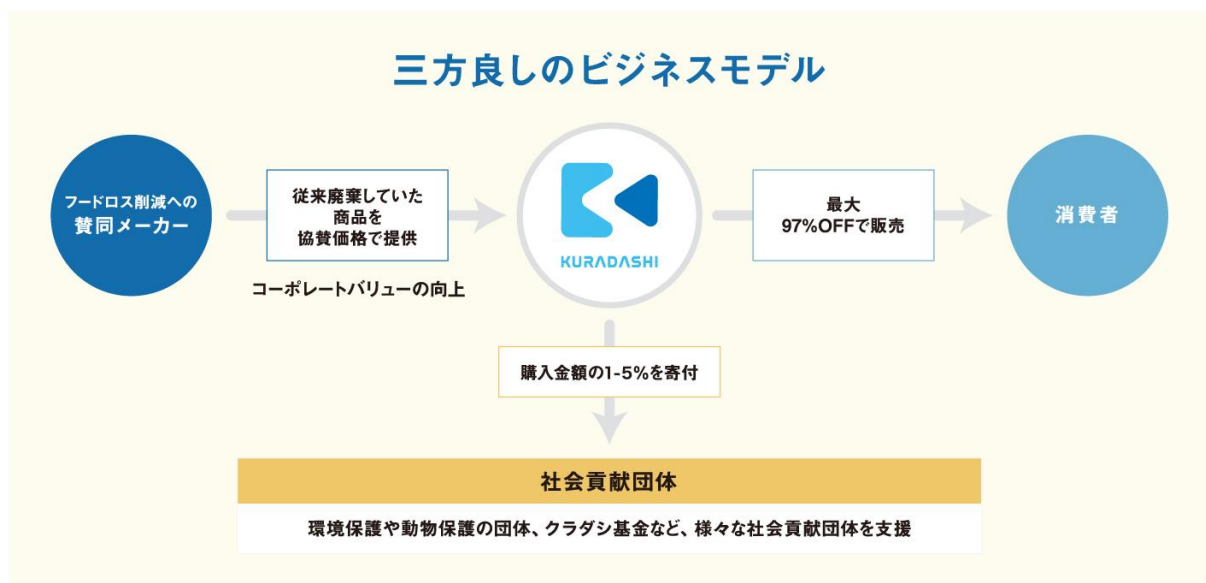 三方良しのビジネスモデル
フードロス削減への
賛同メーカー
従来廃棄していた
商品を
協賛価格で提供
コーポレートバリューの向上
KURADASHI
最大
97%OFFで販売
消費者
購入金額の1-5%を寄付
社会貢献団体
環境保護や動物保護の団体、クラダシ基金など、様々な社会貢献団体を支援